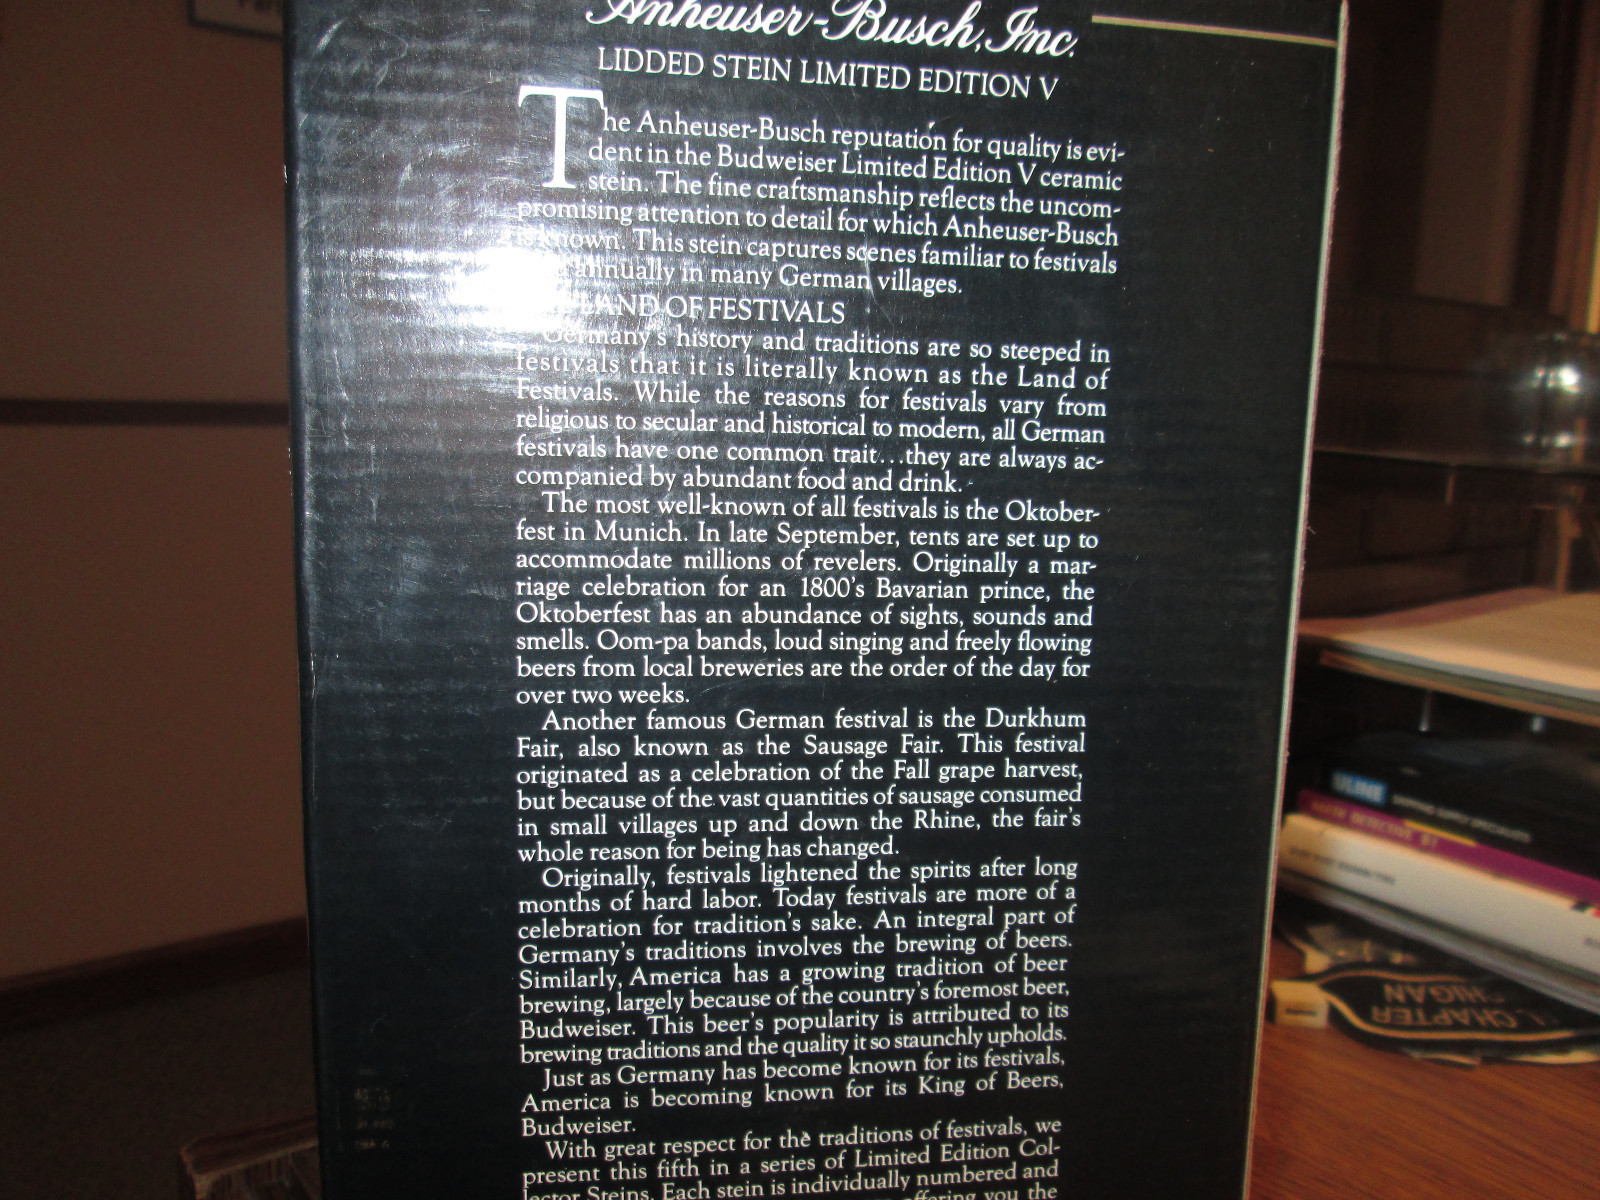 Anheuser-Busch, Inc.
LIDDED STEIN LIMITED EDITION V
The Anheuser-Busch reputation for quality is evi-
dent in the Budweiser Limited Edition V ceramic
stein. The fine craftsmanship reflects the uncom-
promising attention to detail for which Anheuser-Busch
is known. This stein captures scenes familiar to festivals
annually in many German villages.
LAND OF FESTIVALS
Germany's history and traditions are so steeped in
festivals that it is literally known as the Land of
Festivals. While the reasons for festivals vary from
religious to secular and historical to modern, all German
festivals have one common trait...they are always ac-
companied by abundant food and drink.
The most well-known of all festivals is the Oktober-
fest in Munich. In late September, tents are set up to
accommodate millions of revelers. Originally a mar-
riage celebration for an 1800's Bavarian prince, the
Oktoberfest has an abundance of sights, sounds and
smells. Oom-pa bands, loud singing and freely flowing
beers from local breweries are the order of the day for
over two weeks.
Another famous German festival is the Durkhum
Fair, also known as the Sausage Fair. This festival
originated as a celebration of the Fall grape harvest,
but because of the vast quantities of sausage consumed
in small villages up and down the Rhine, the fair's
whole reason for being has changed.
Originally, festivals lightened the spirits after long
months of hard labor. Today festivals are more of a
celebration for tradition's sake. An integral part of
Germany's traditions involves the brewing of beers.
Similarly, America has a growing tradition of beer
brewing, largely because of the country's foremost beer,
Budweiser. This beer's popularity is attributed to its
brewing traditions and the quality it so staunchly upholds.
Just as Germany has become known for its festivals,
America is becoming known for its King of Beers,
Budweiser.
With great respect for the traditions of festivals, we
present this fifth in a series of Limited Edition Col-
lector Steins. Each stein is individually numbered and
offering you the
ULINE
CHAPTER